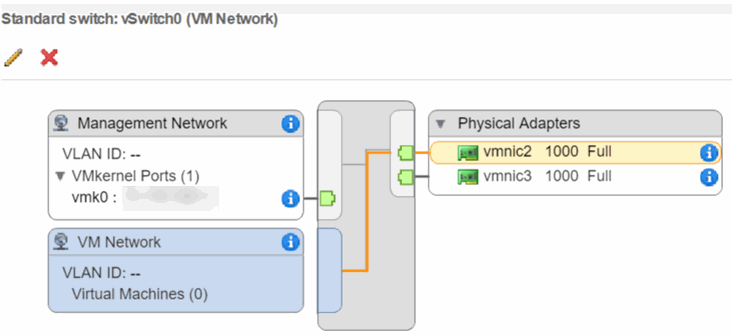 Standard switch: vSwitch0 (VM Network)
Management Network
VLAN ID: --
VMkernel Ports (1)
vmk0 :
VM Network
VLAN ID: --
Virtual Machines (0)
Physical Adapters
vmnic2 1000 Full
vmnic3 1000 Full